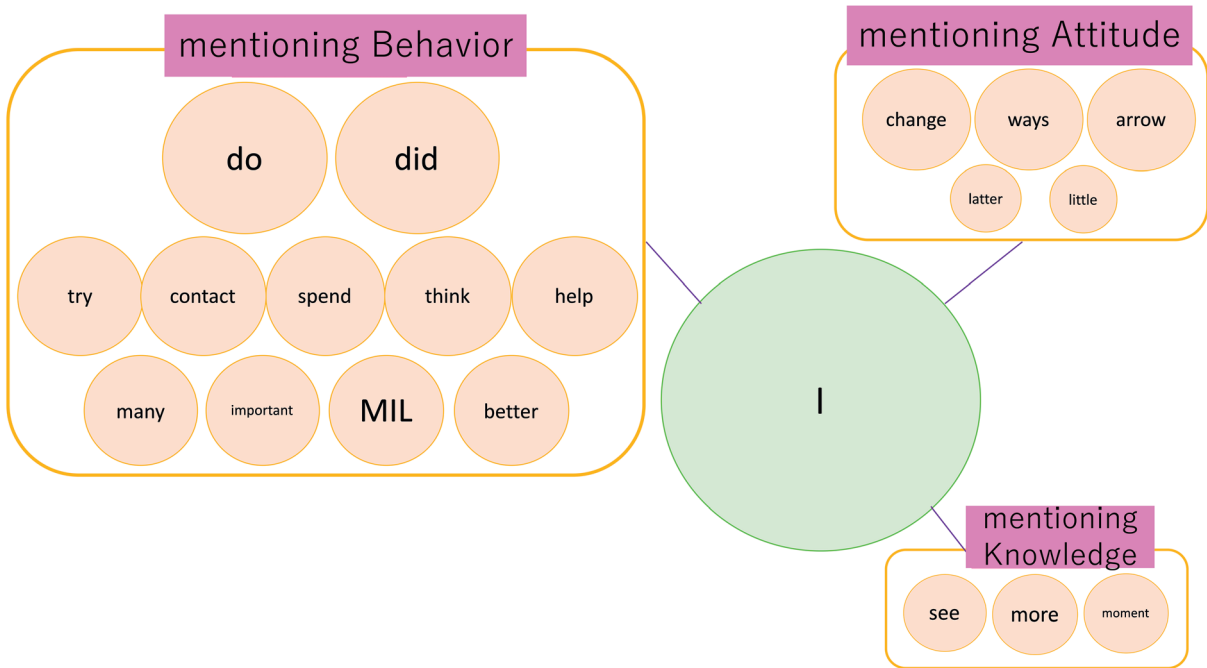 mentioning Behavior
do did
try contact spend think help
many important MIL better
mentioning Attitude
change ways arrow
latter little
I
mentioning
Knowledge
see more moment